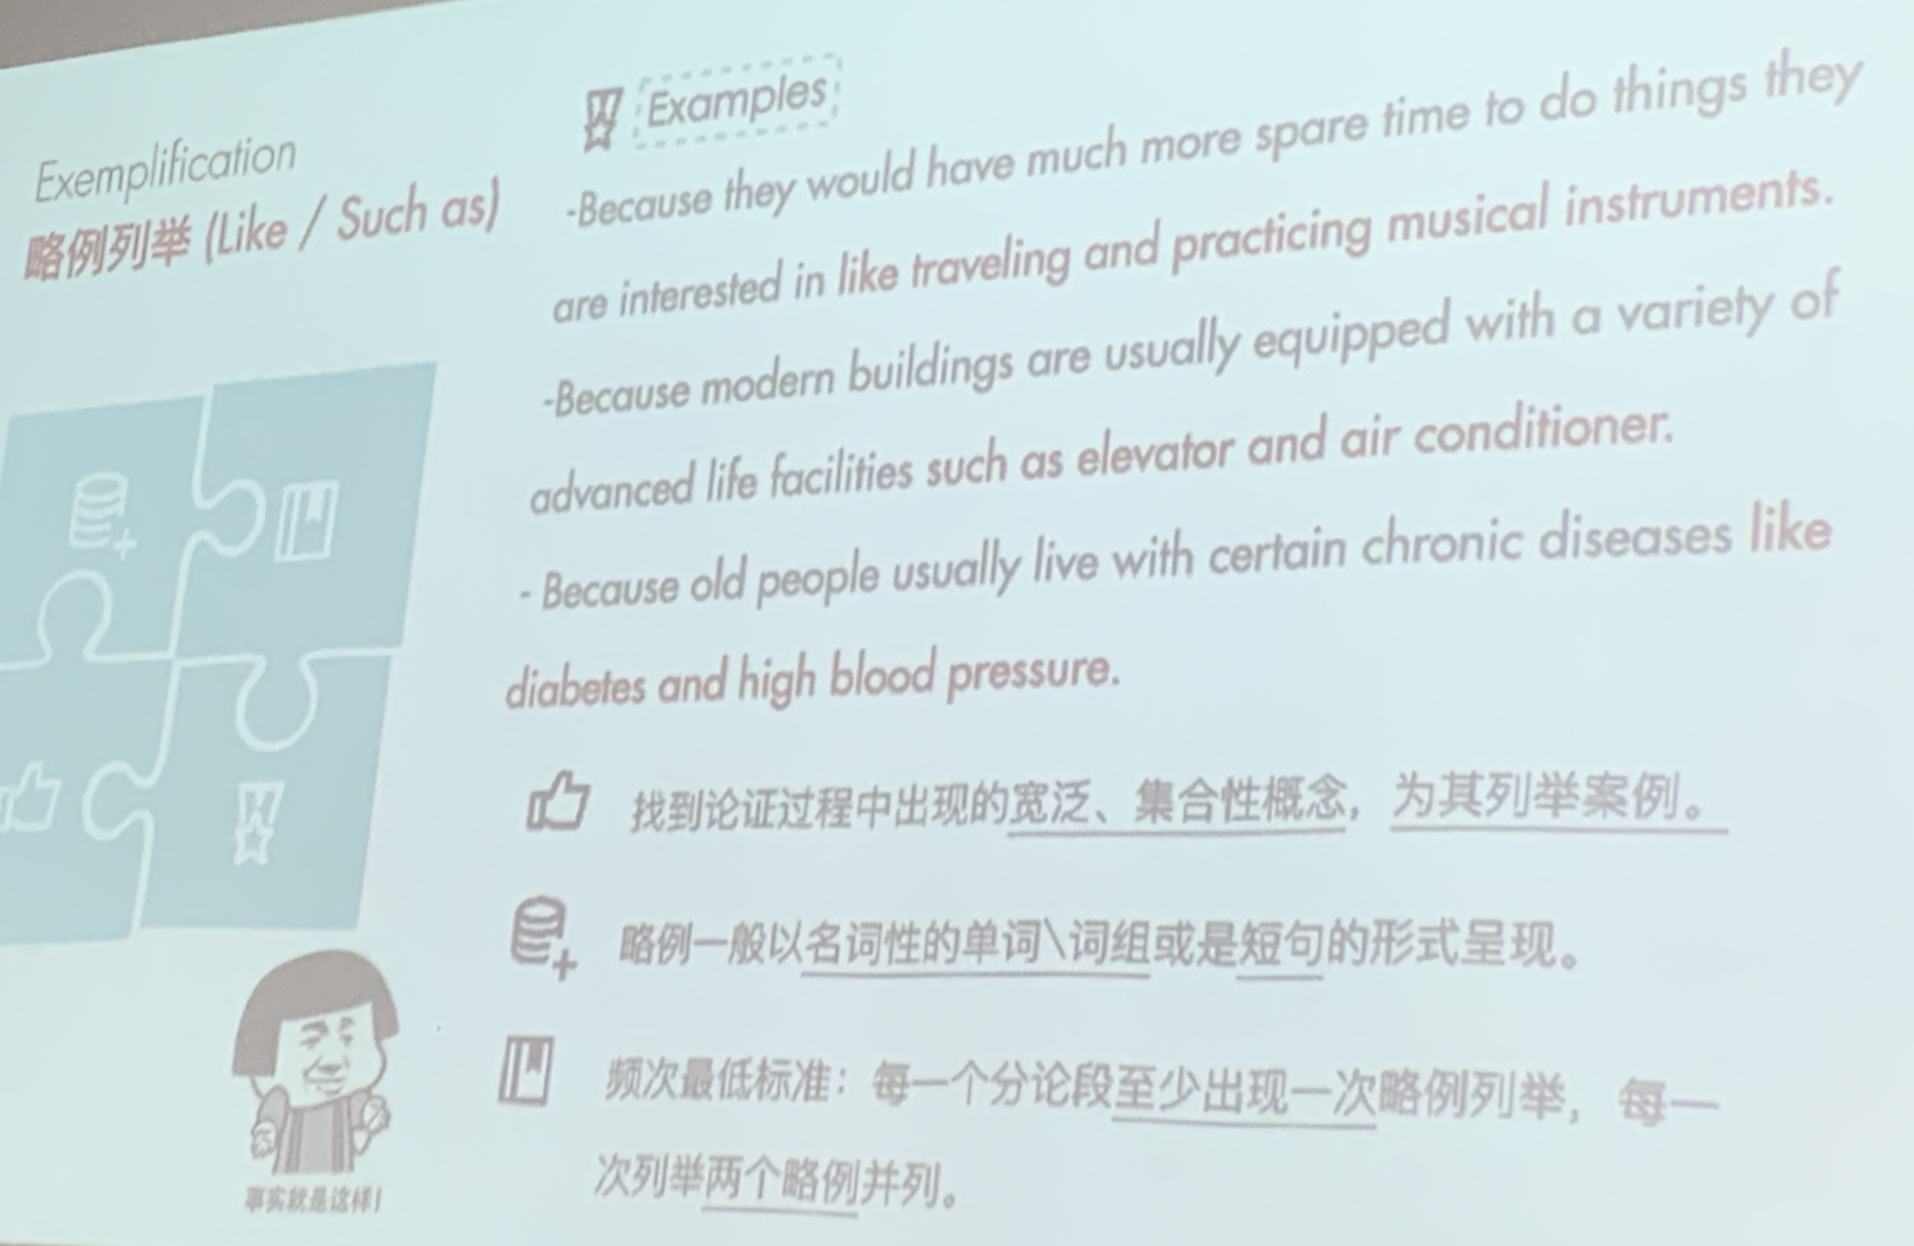 Exemplification
略例列举 (Like / Such as)
Examples
-Because they would have much more spare time to do things they
are interested in like traveling and practicing musical instruments.
-Because modern buildings are usually equipped with a variety of
advanced life facilities such as elevator and air conditioner.
- Because old people usually live with certain chronic diseases like
diabetes and high blood pressure.
找到论证过程中出现的宽泛、集合性概念，为其列举案例。
略例一般以名词性的单词\词组或是短句的形式呈现。
频次最低标准：每一个分论段至少出现一次略例列举，每一
次列举两个略例并列。
事实就是这样！